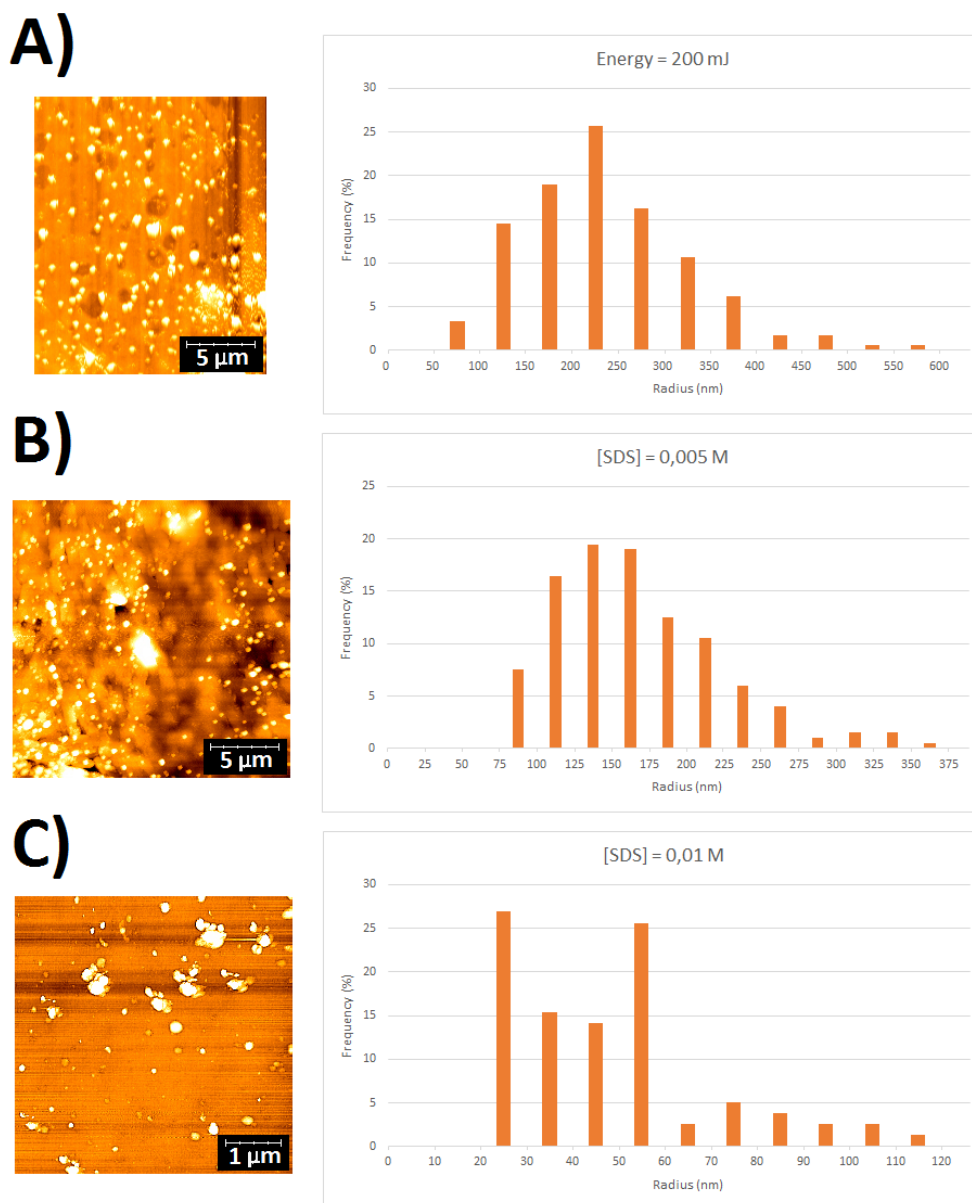 A)
Energy = 200 mJ
30
25
20
15
10
5
0
Frequency (%)
0 50 100 150 200 250 300 350 400 450 500 550 600
Radius (nm)
5 µm
B)
[SDS] = 0,005 M
25
20
15
10
5
0
Frequency (%)
0 25 50 75 100 125 150 175 200 225 250 275 300 325 350 375
Radius (nm)
5 µm
C)
[SDS] = 0,01 M
30
25
20
15
10
5
0
Frequency (%)
0 10 20 30 40 50 60 70 80 90 100 110 120
Radius (nm)
1 µm